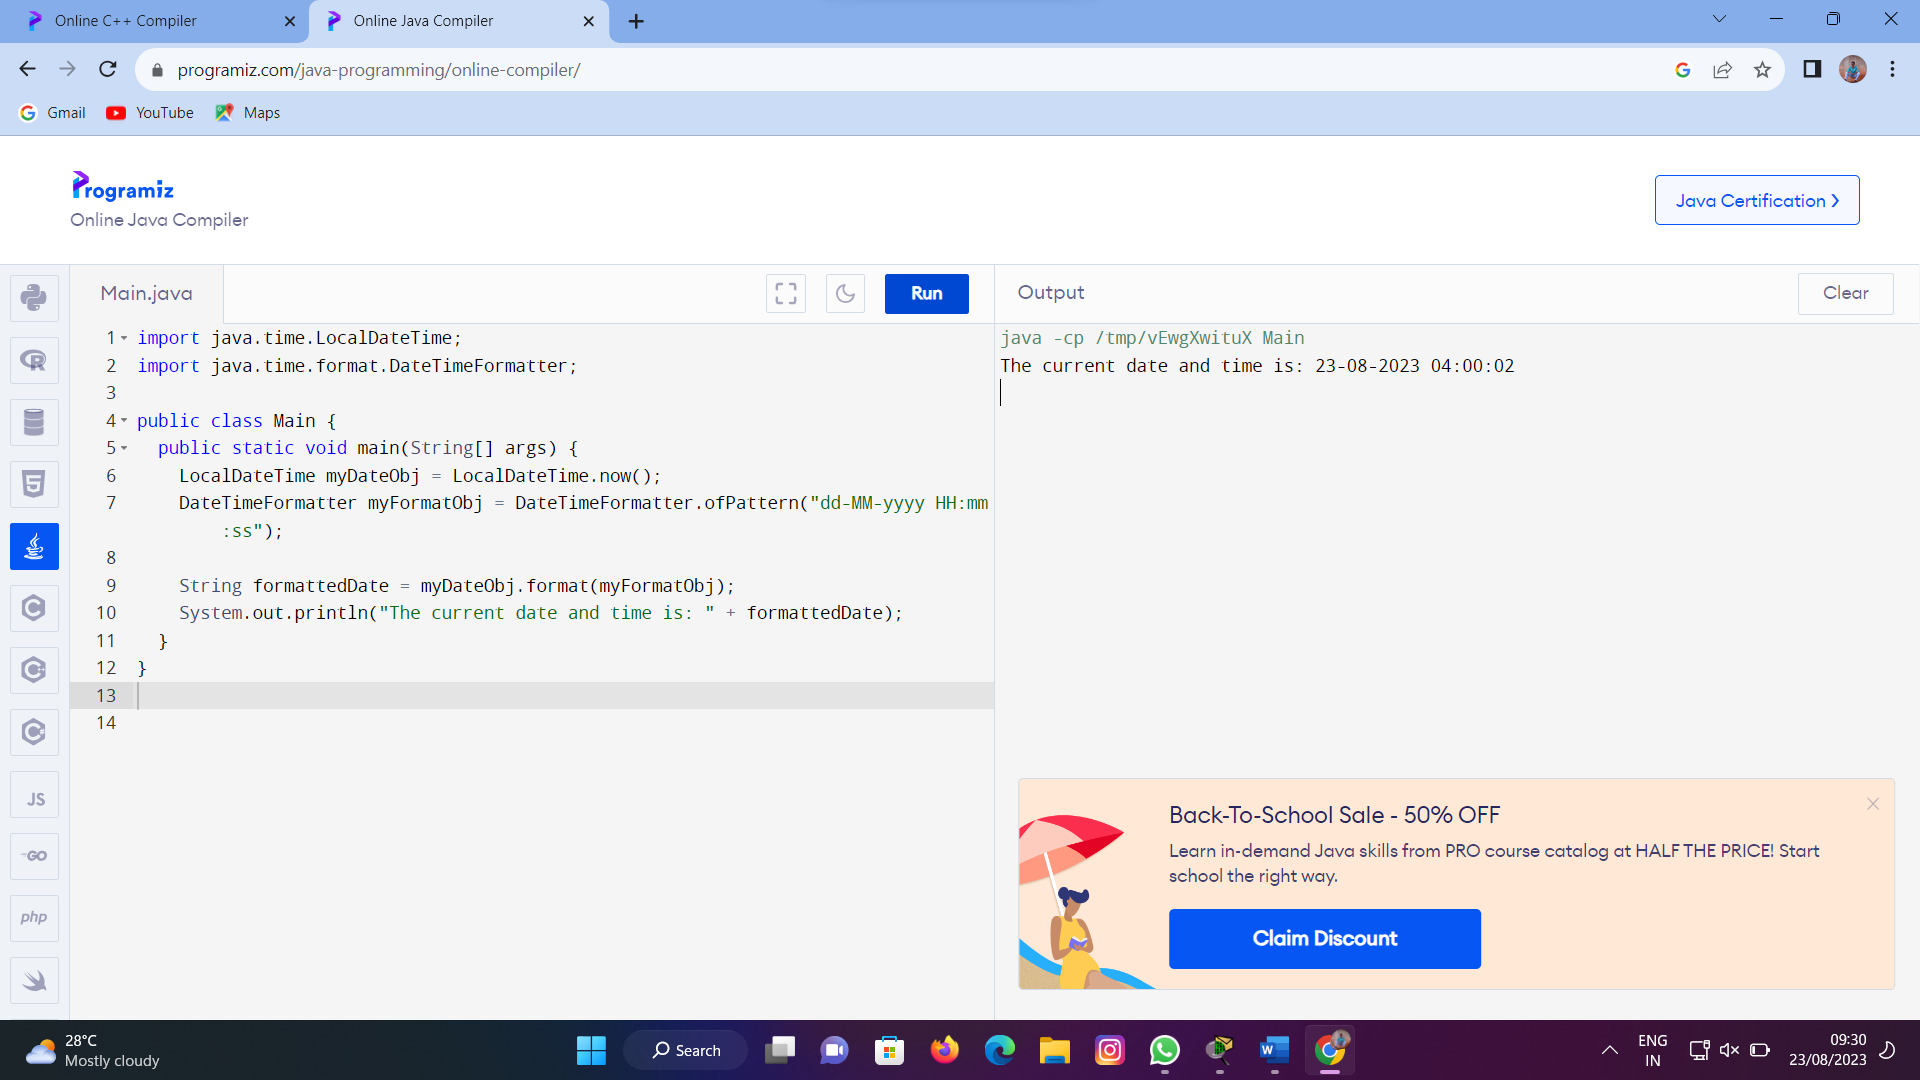 Online C++ Compiler
Online Java Compiler
programiz.com/java-programming/online-compiler/
Gmail
YouTube
Maps
Programiz
Online Java Compiler
Java Certification ❯
Main.java
Run
Output
Clear
1 import java.time.LocalDateTime;
2 import java.time.format.DateTimeFormatter;
3
4 public class Main {
5   public static void main(String[] args) {
6     LocalDateTime myDateObj = LocalDateTime.now();
7     DateTimeFormatter myFormatObj = DateTimeFormatter.ofPattern("dd-MM-yyyy HH:mm
:ss");
8
9     String formattedDate = myDateObj.format(myFormatObj);
10     System.out.println("The current date and time is: " + formattedDate);
11   }
12 }
13
14
java -cp /tmp/vEwgXwituX Main
The current date and time is: 23-08-2023 04:00:02
JS
GO
php
Back-To-School Sale - 50% OFF
Learn in-demand Java skills from PRO course catalog at HALF THE PRICE! Start
school the right way.
Claim Discount
28°C
Mostly cloudy
Search
ENG
IN
09:30
23/08/2023